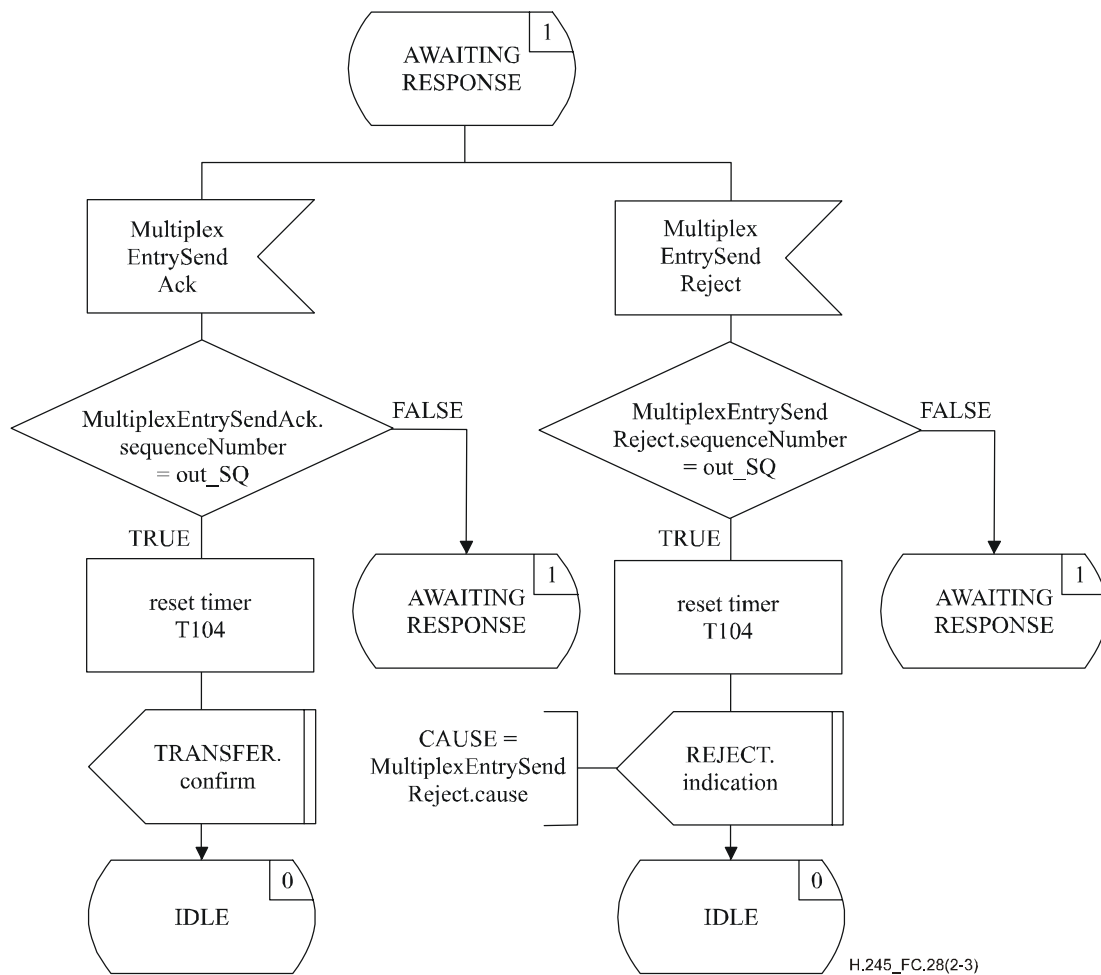 1
AWAITING
RESPONSE
Multiplex
EntrySend
Ack
Multiplex
EntrySend
Reject
MultiplexEntrySendAck.
sequenceNumber
= out_SQ
FALSE
MultiplexEntrySend
Reject.sequenceNumber
= out_SQ
FALSE
TRUE
TRUE
reset timer
T104
1
AWAITING
RESPONSE
reset timer
T104
1
AWAITING
RESPONSE
TRANSFER.
confirm
CAUSE =
MultiplexEntrySend
Reject.cause
REJECT.
indication
0
IDLE
0
IDLE
H.245_FC.28(2-3)